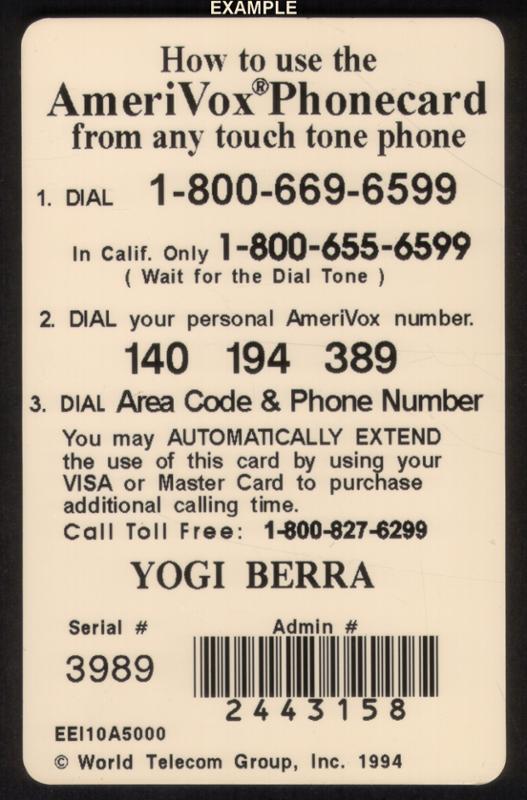 EXAMPLE
How to use the
AmeriVox® Phonecard
from any touch tone phone
1. DIAL 1-800-669-6599
In Calif. Only 1-800-655-6599
( Wait for the Dial Tone )
2. DIAL your personal AmeriVox number.
140 194 389
3. DIAL Area Code & Phone Number
You may AUTOMATICALLY EXTEND
the use of this card by using your
VISA or Master Card to purchase
additional calling time.
Call Toll Free: 1-800-827-6299
YOGI BERRA
Serial # Admin #
3989
2443158
EEI10A5000
© World Telecom Group, Inc. 1994